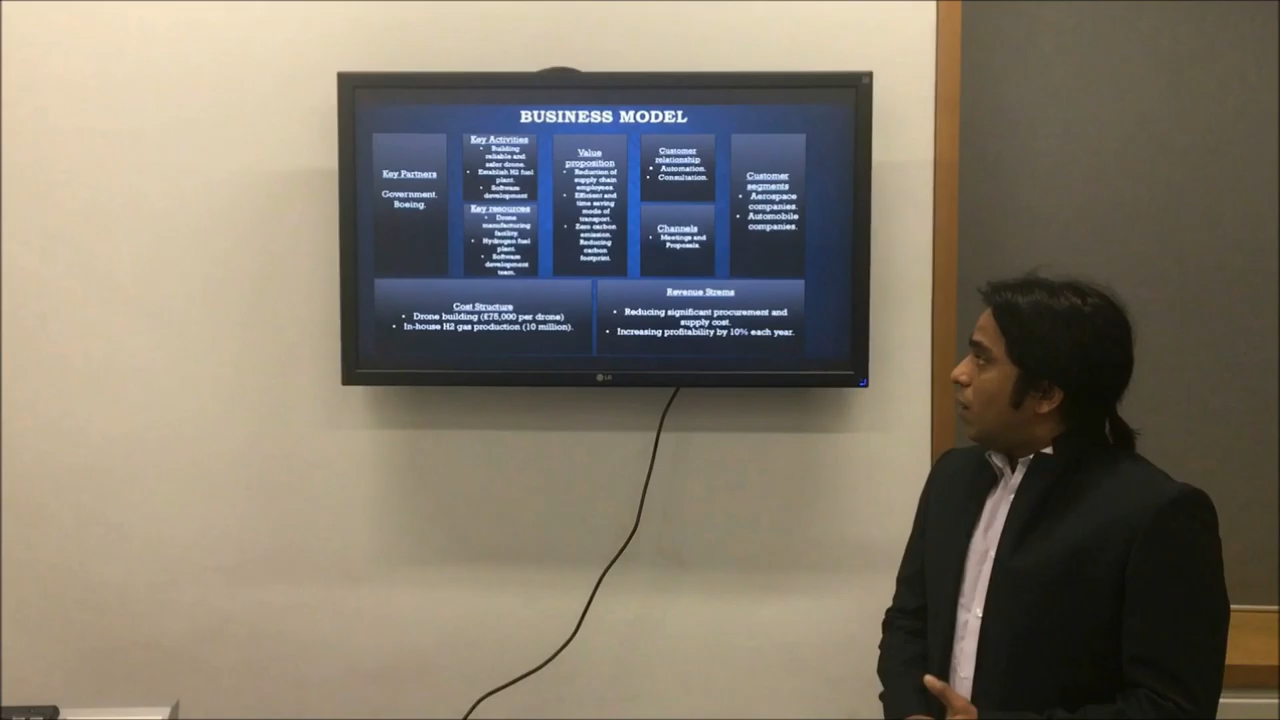 BUSINESS MODEL
Key Partners
Government.
Boeing.
Key Activities
• Building
reliable and
safer drone.
• Establish H2 fuel
plant.
• Software
development
Key resources
• Drone
manufacturing
facility.
• Hydrogen fuel
plant.
• Software
development
team.
Value
proposition
• Reduction of
supply chain
employees.
• Efficient and
time saving
mode of
transport.
• Zero carbon
emission.
Reducing
carbon
footprint.
Customer
relationship
• Automation.
• Consultation.
Channels
• Meetings and
Proposals.
Customer
segments
• Aerospace
companies.
• Automobile
companies.
Cost Structure
• Drone building (£75,000 per drone)
• In-house H2 gas production (10 million).
Revenue Strems
• Reducing significant procurement and
supply cost.
• Increasing profitability by 10% each year.
LG